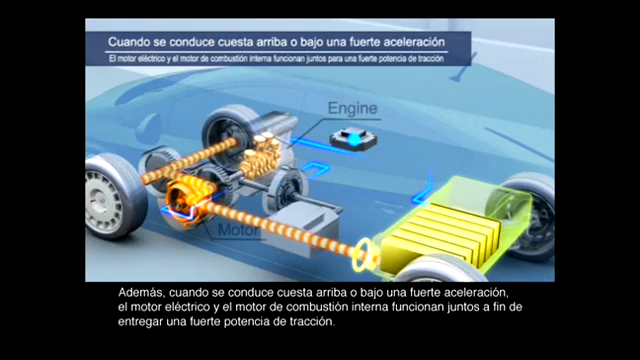 Cuando se conduce cuesta arriba o bajo una fuerte aceleración
El motor eléctrico y el motor de combustión interna funcionan juntos para una fuerte potencia de tracción
Engine
Motor
Además, cuando se conduce cuesta arriba o bajo una fuerte aceleración,
el motor eléctrico y el motor de combustión interna funcionan juntos a fin de
entregar una fuerte potencia de tracción.